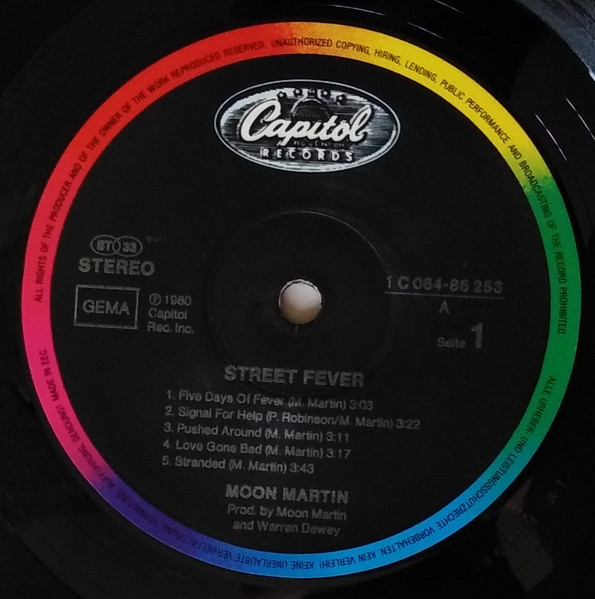 ALL RIGHTS OF THE PRODUCER AND OF THE OWNER OF THE WORK REPRODUCED RESERVED. UNAUTHORIZED COPYING, HIRING, LENDING, PUBLIC PERFORMANCE AND BROADCASTING OF THE RECORD PROHIBITED
Capitol
RECORDS
ST 33
STEREO
GEMA
℗ 1980
Capitol
Rec. Inc.
1 C 064-86 253
A
Seite 1
STREET FEVER
1. Five Days Of Fever (M. Martin) 3:03
2. Signal For Help (P. Robinson/M. Martin) 3:22
3. Pushed Around (M. Martin) 3:11
4. Love Gone Bad (M. Martin) 3:17
5. Stranded (M. Martin) 3:43
MOON MARTIN
Prod. by Moon Martin
and Warren Dewey
ALLE URHEBER- UND LEISTUNGSSCHUTZRECHTE VORBEHALTEN. KEIN VERLEIH! KEINE UNERLAUBTE VERVIELFÄLTIGUNG, VERMIETUNG, AUFFÜHRUNG, SENDUNG! MADE IN EEC.